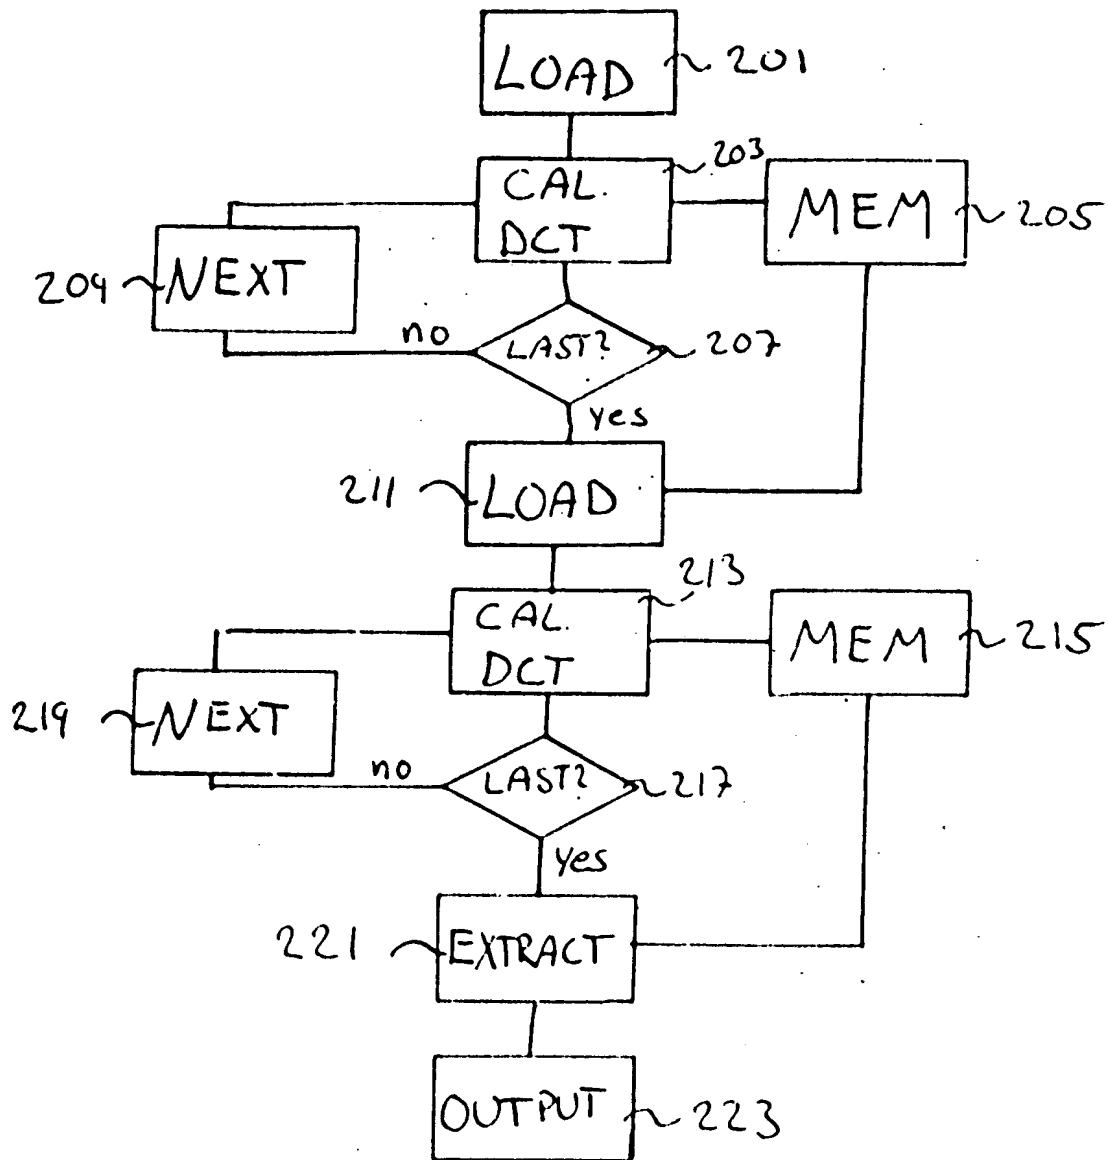 LOAD 201
CAL. 203
DCT
MEM 205
209 NEXT
no
LAST? 207
yes
211 LOAD
CAL. 213
DCT
MEM 215
219 NEXT
no
LAST? 217
yes
221 EXTRACT
OUTPUT 223